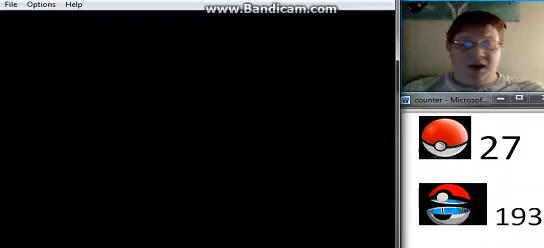 File Options Help
www.Bandicam.com
counter - Microsof...
27
193